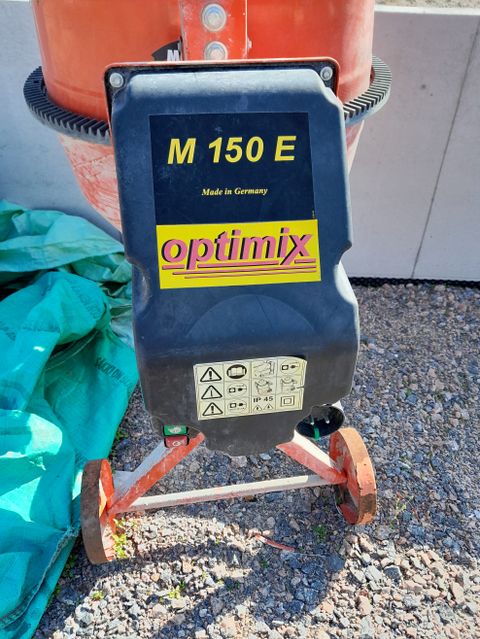 M
M 150 E
Made in Germany
optimix
IP 45